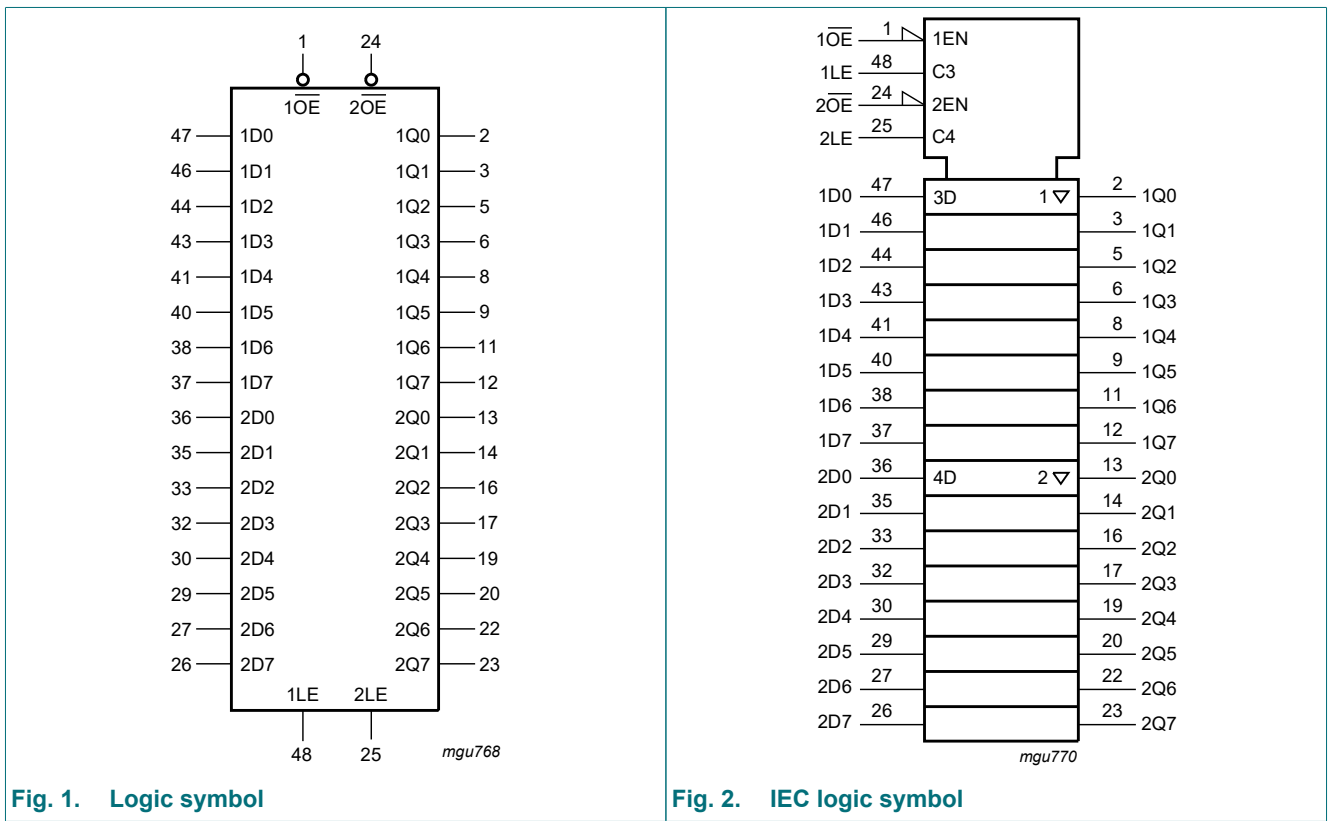 1 24
1O̅E̅ 2O̅E̅
47 1D0 1Q0 2
46 1D1 1Q1 3
44 1D2 1Q2 5
43 1D3 1Q3 6
41 1D4 1Q4 8
40 1D5 1Q5 9
38 1D6 1Q6 11
37 1D7 1Q7 12
36 2D0 2Q0 13
35 2D1 2Q1 14
33 2D2 2Q2 16
32 2D3 2Q3 17
30 2D4 2Q4 19
29 2D5 2Q5 20
27 2D6 2Q6 22
26 2D7 2Q7 23
1LE 2LE
48 25 mgu768
Fig. 1. Logic symbol
1O̅E̅ 1 1EN
1LE 48 C3
2O̅E̅ 24 2EN
2LE 25 C4
1D0 47 3D 1 ▽ 2 1Q0
1D1 46 3 1Q1
1D2 44 5 1Q2
1D3 43 6 1Q3
1D4 41 8 1Q4
1D5 40 9 1Q5
1D6 38 11 1Q6
1D7 37 12 1Q7
2D0 36 4D 2 ▽ 13 2Q0
2D1 35 14 2Q1
2D2 33 16 2Q2
2D3 32 17 2Q3
2D4 30 19 2Q4
2D5 29 20 2Q5
2D6 27 22 2Q6
2D7 26 23 2Q7
mgu770
Fig. 2. IEC logic symbol